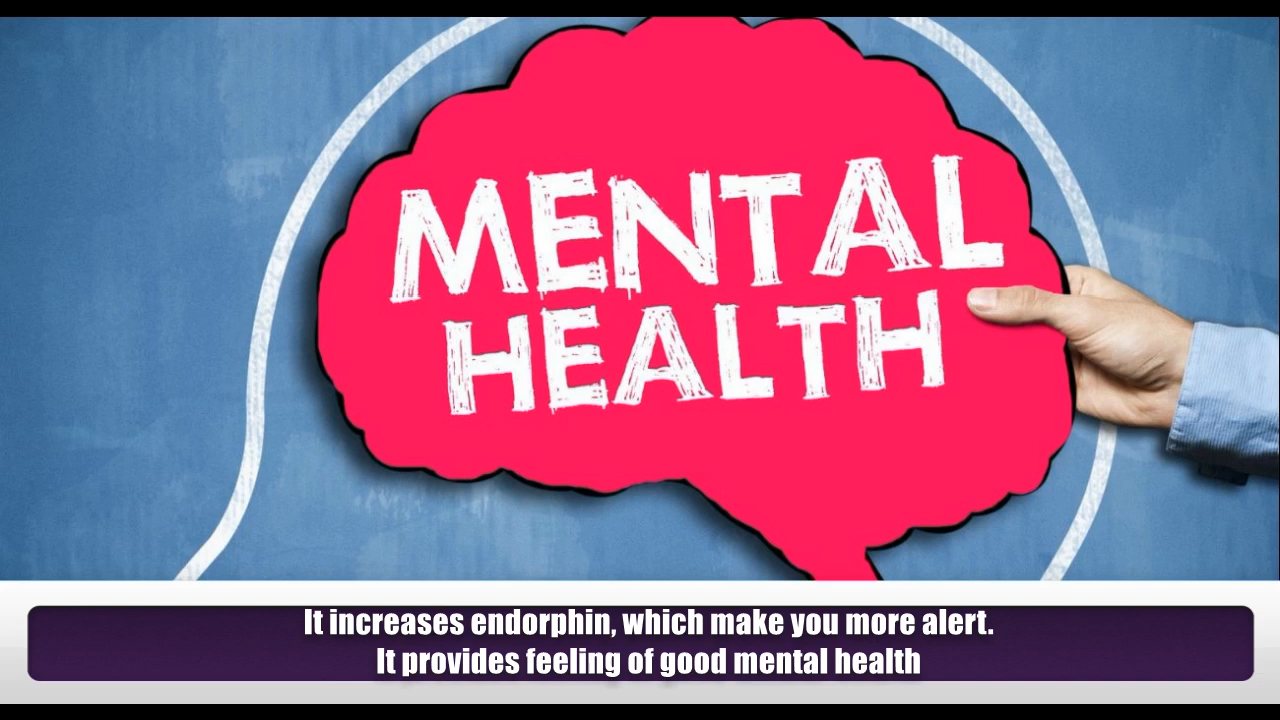 MENTAL
HEALTH
It increases endorphin, which make you more alert.
It provides feeling of good mental health